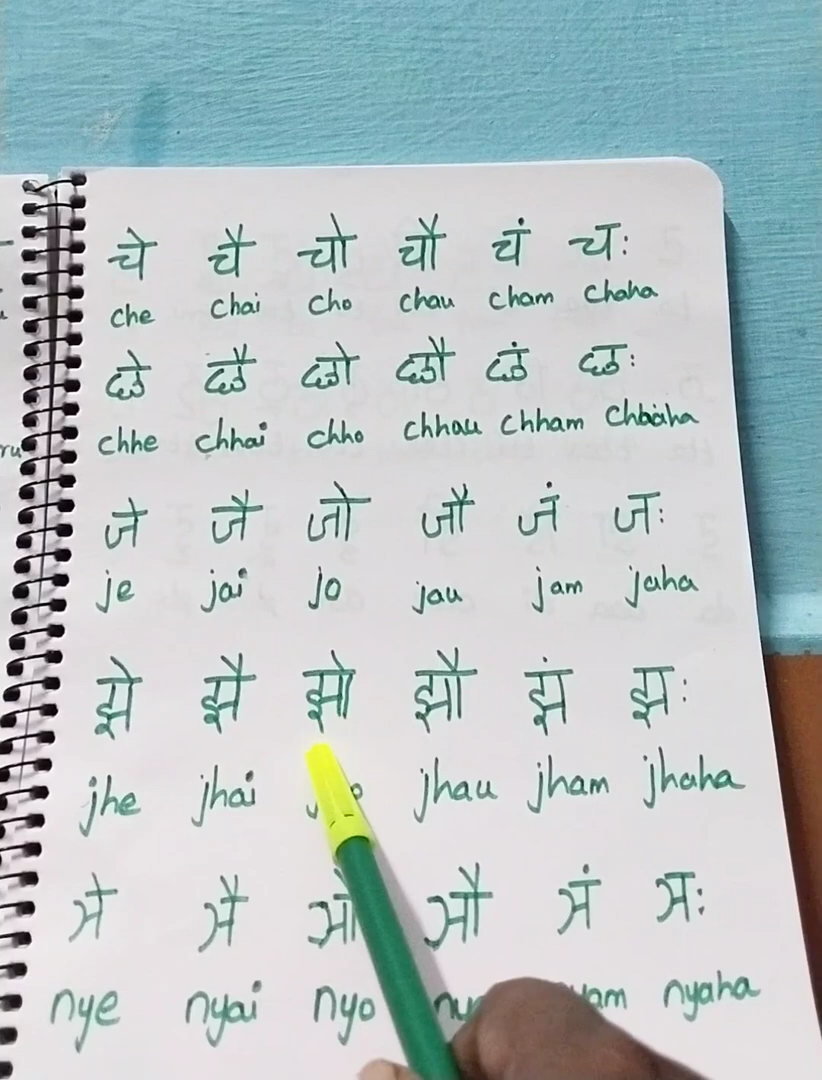 चे चै चो चौ चं चः
che chai cho chau cham chaha
छे छै छो छौ छं छः
chhe chhai chho chhau chham
जे जै जो जौ जं जः
je jai jo jau jam jaha
झे झै झो झौ झं झः
jhe jhai jhau jham jhaha
ञे ञै ञो ञौ ञं ञः
nye nyai nyo nyaha
ru